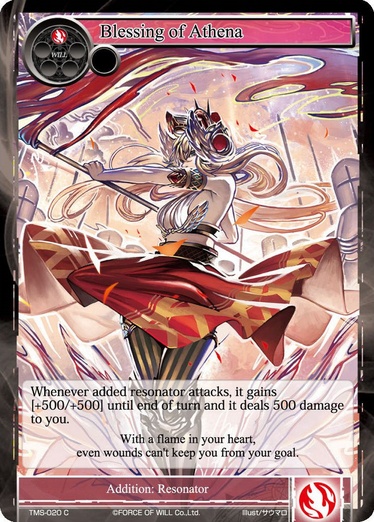 Blessing of Athena
WILL
Whenever added resonator attacks, it gains
[+500/+500] until end of turn and it deals 500 damage
to you.
With a flame in your heart,
even wounds can't keep you from your goal.
Addition: Resonator
TMS-020 C ©FORCE OF WILL Co.,Ltd. Illust/サウマロ